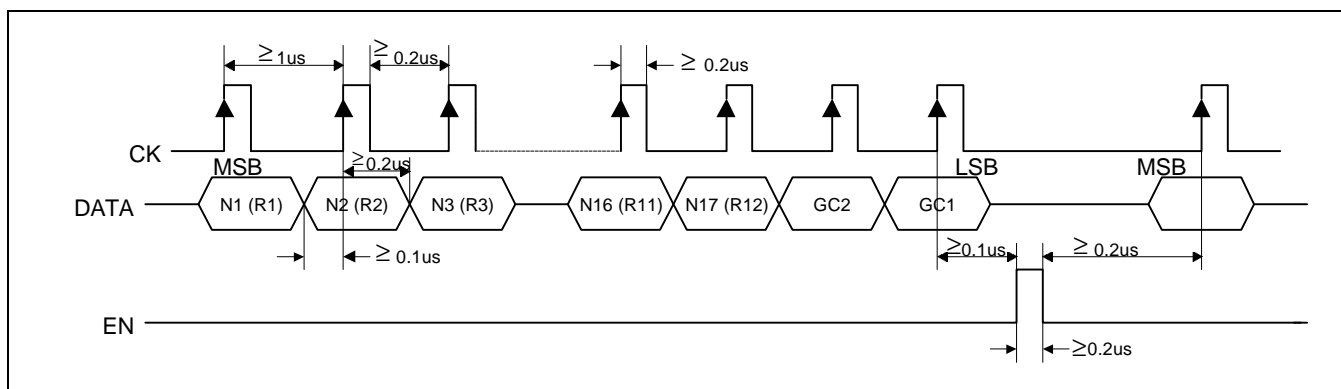 ≥ 1us
≥ 0.2us
≥ 0.2us
CK
MSB
≥0.2us
LSB
MSB
DATA
N1 (R1)
N2 (R2)
N3 (R3)
N16 (R11)
N17 (R12)
GC2
GC1
≥ 0.1us
≥0.1us
≥ 0.2us
EN
≥0.2us